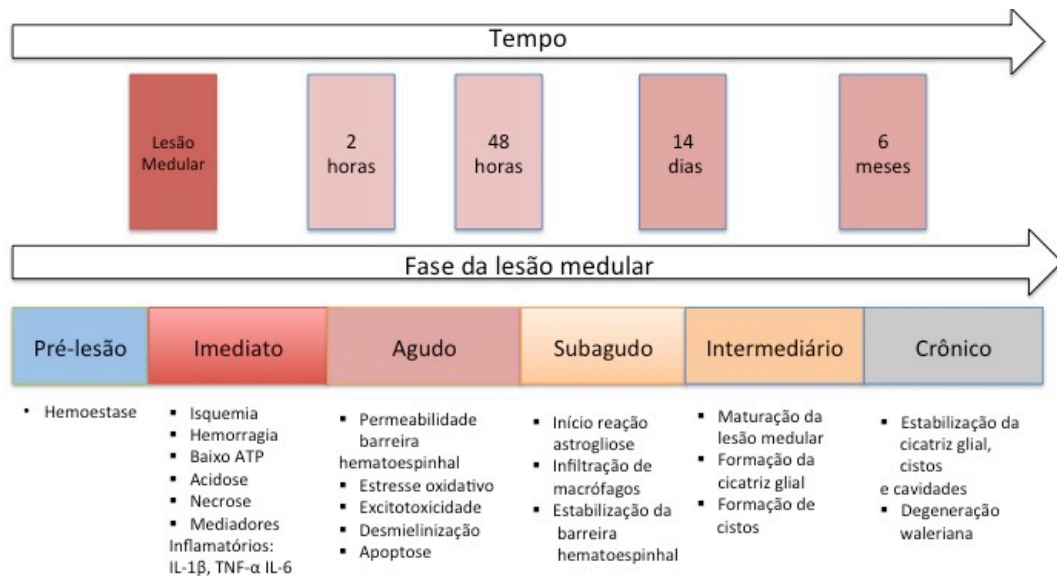 Tempo
Lesão
Medular
2
horas
48
horas
14
dias
6
meses
Fase da lesão medular
Pré-lesão
Imediato
Agudo
Subagudo
Intermediário
Crônico
• Hemoestase
▪ Isquemia
▪ Hemorragia
▪ Baixo ATP
▪ Acidose
▪ Necrose
▪ Mediadores
Inflamatórios:
IL-1β, TNF-α IL-6
▪ Permeabilidade
barreira
hematoespinhal
▪ Estresse oxidativo
▪ Excitotoxicidade
▪ Desmielinização
▪ Apoptose
▪ Início reação
astrogliose
▪ Infiltração de
macrófagos
▪ Estabilização da
barreira
hematoespinhal
▪ Maturação da
lesão medular
▪ Formação da
cicatriz glial
▪ Formação de
cistos
▪ Estabilização da
cicatriz glial,
cistos
e cavidades
▪ Degeneração
waleriana